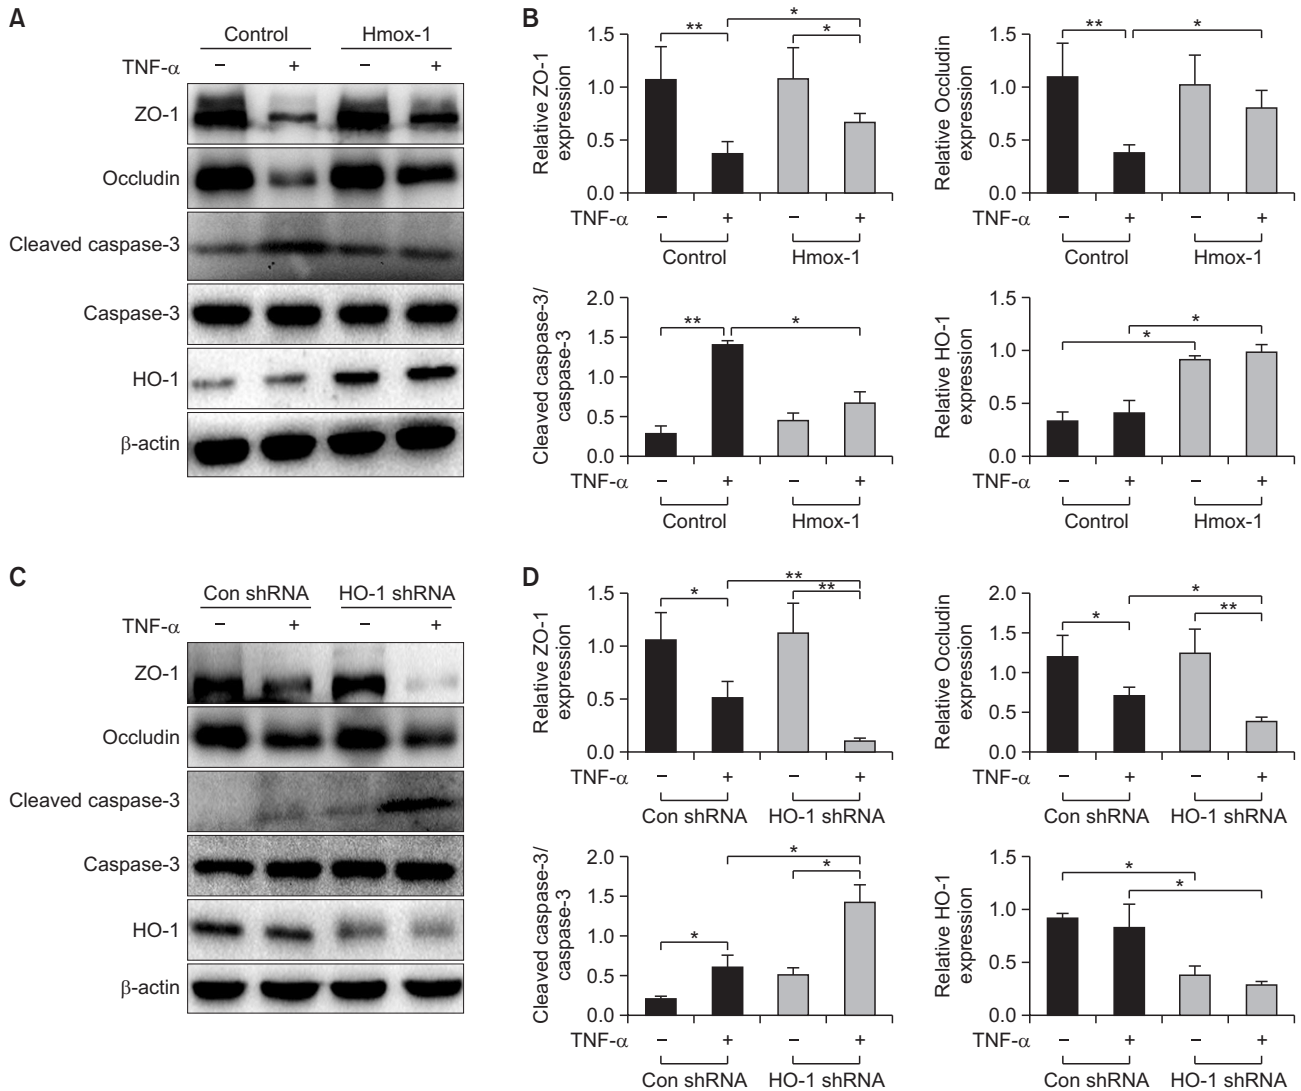 A
Control Hmox-1
TNF-α − + − +
ZO-1
Occludin
Cleaved caspase-3
Caspase-3
HO-1
β-actin
B
Relative ZO-1
expression
1.5
1.0
0.5
0.0
** * *
TNF-α − + − +
Control Hmox-1
Relative Occludin
expression
1.5
1.0
0.5
0.0
** *
TNF-α − + − +
Control Hmox-1
Cleaved caspase-3/
caspase-3
2.0
1.5
1.0
0.5
0.0
** *
TNF-α − + − +
Control Hmox-1
Relative HO-1
expression
1.5
1.0
0.5
0.0
* *
TNF-α − + − +
Control Hmox-1
C
Con shRNA HO-1 shRNA
TNF-α − + − +
ZO-1
Occludin
Cleaved caspase-3
Caspase-3
HO-1
β-actin
D
Relative ZO-1
expression
1.5
1.0
0.5
0.0
* ** **
TNF-α − + − +
Con shRNA HO-1 shRNA
Relative Occludin
expression
2.0
1.5
1.0
0.5
0.0
* * **
TNF-α − + − +
Con shRNA HO-1 shRNA
Cleaved caspase-3/
caspase-3
2.0
1.5
1.0
0.5
0.0
* * *
TNF-α − + − +
Con shRNA HO-1 shRNA
Relative HO-1
expression
1.5
1.0
0.5
0.0
* *
TNF-α − + − +
Con shRNA HO-1 shRNA